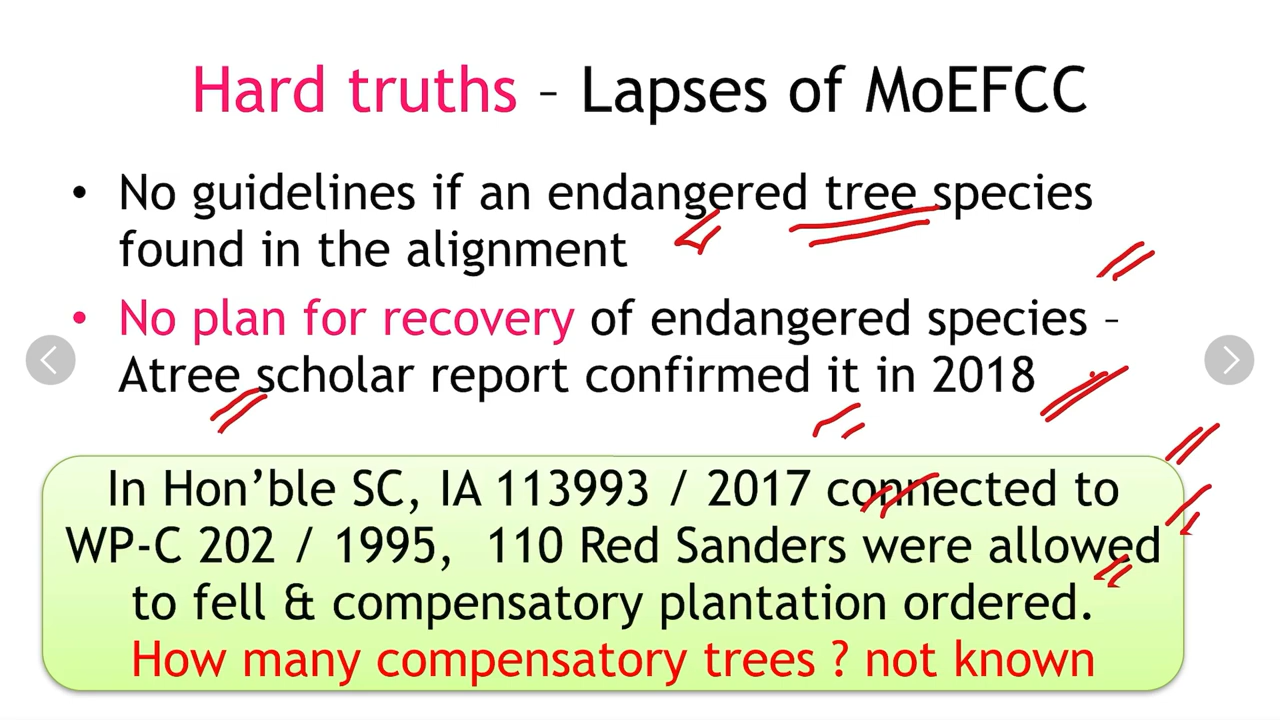 Hard truths – Lapses of MoEFCC
• No guidelines if an endangered tree species
found in the alignment
• No plan for recovery of endangered species –
Atree scholar report confirmed it in 2018
In Hon’ble SC, IA 113993 / 2017 connected to
WP-C 202 / 1995, 110 Red Sanders were allowed
to fell & compensatory plantation ordered.
How many compensatory trees ? not known